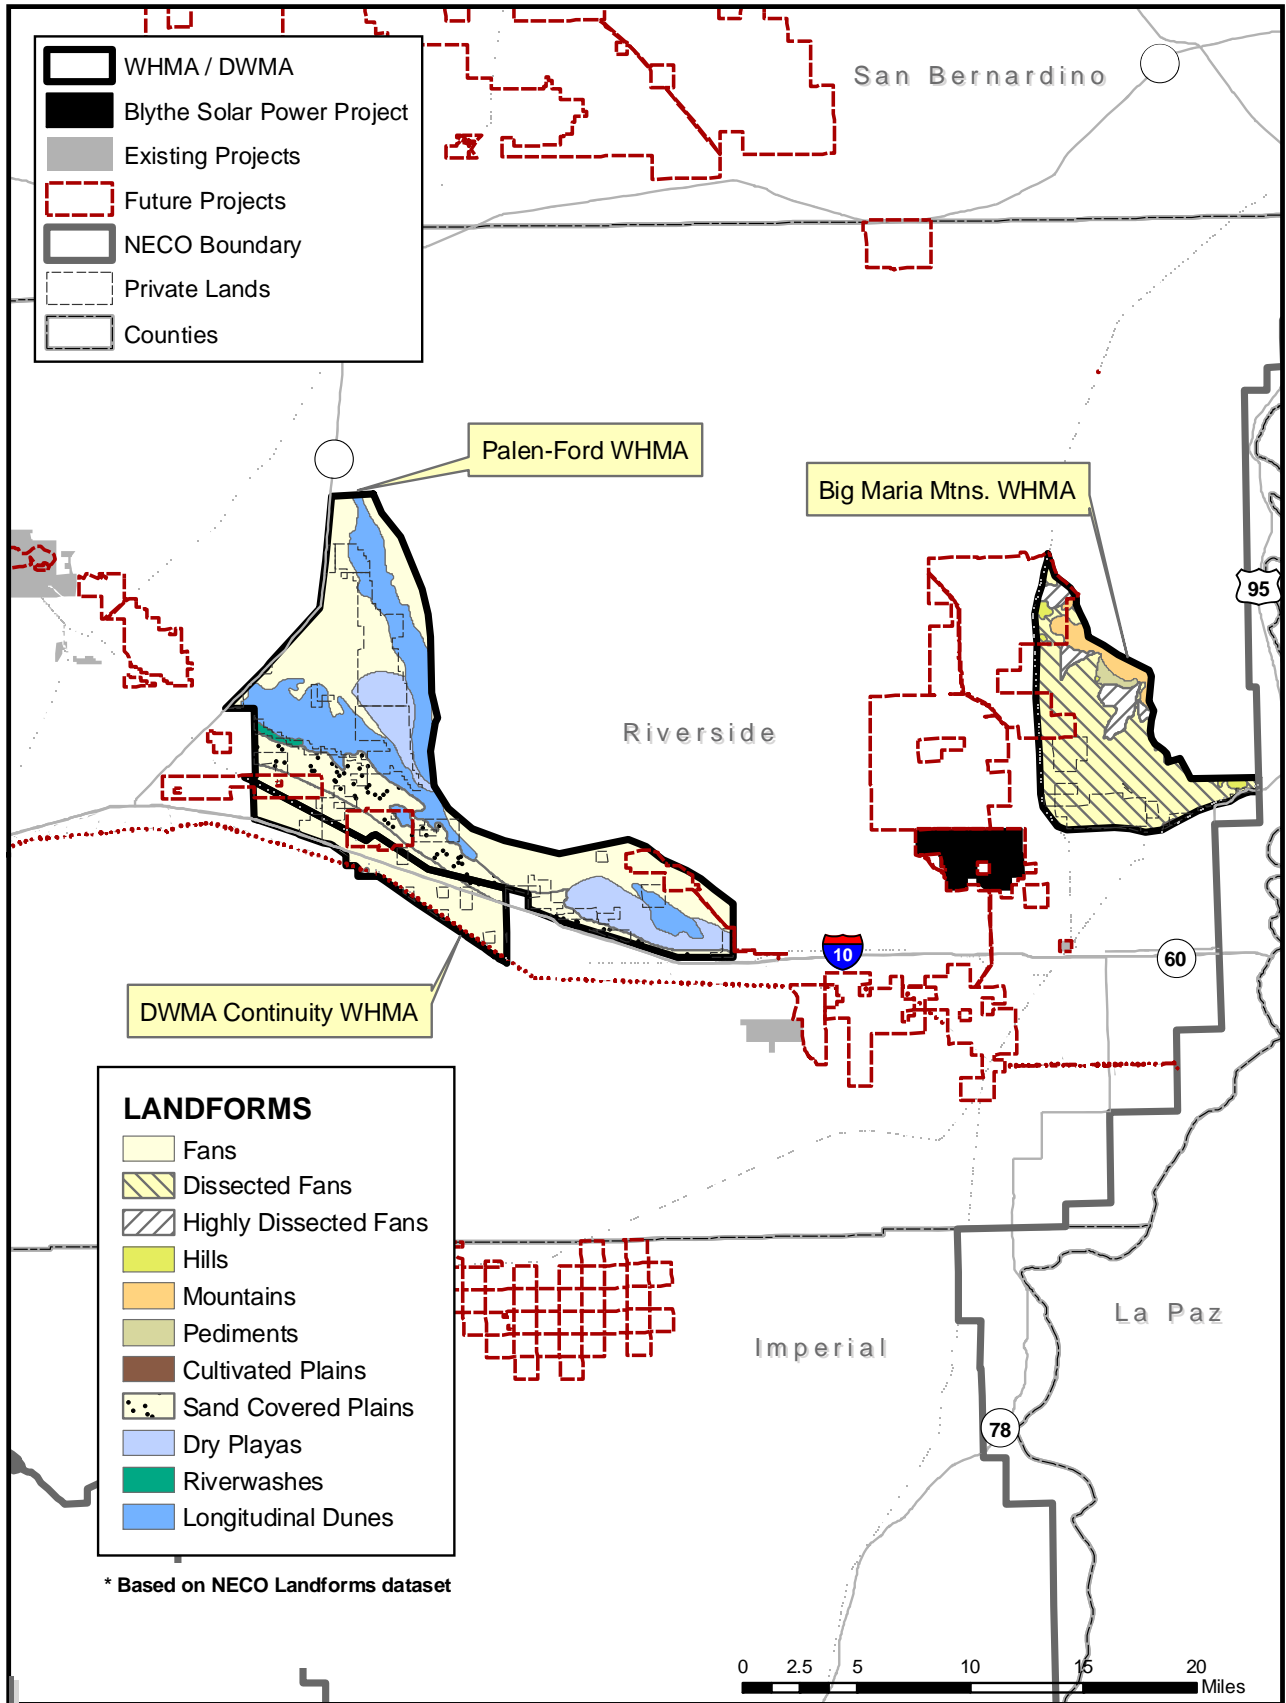 WHMA / DWMA
Blythe Solar Power Project
Existing Projects
Future Projects
NECO Boundary
Private Lands
Counties
San Bernardino
Palen-Ford WHMA
Big Maria Mtns. WHMA
95
Riverside
10
60
DWMA Continuity WHMA
LANDFORMS
Fans
Dissected Fans
Highly Dissected Fans
Hills
Mountains
Pediments
Cultivated Plains
Sand Covered Plains
Dry Playas
Riverwashes
Longitudinal Dunes
La Paz
Imperial
78
* Based on NECO Landforms dataset
0 2.5 5 10 15 20
Miles